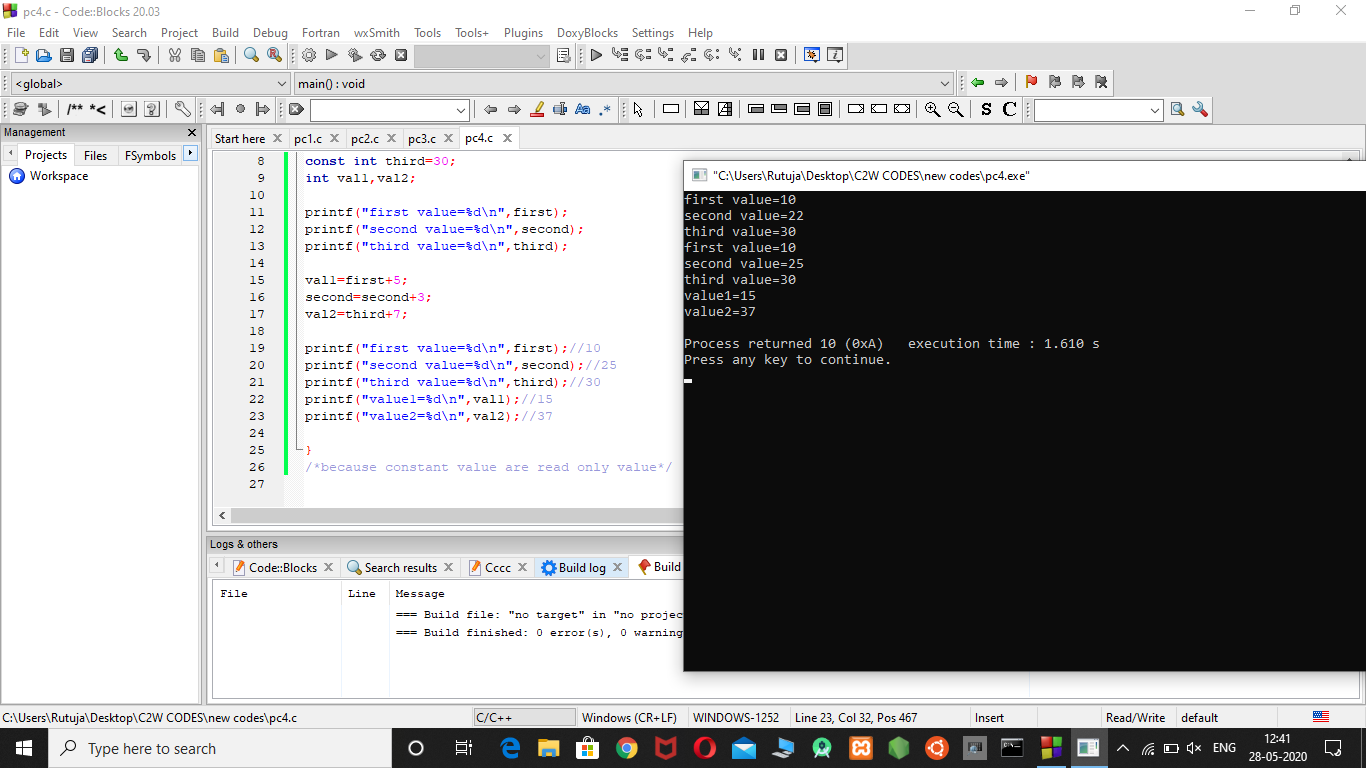 pc4.c - Code::Blocks 20.03
File Edit View Search Project Build Debug Fortran wxSmith Tools Tools+ Plugins DoxyBlocks Settings Help
<global> main() : void
/** *< Aa .* S C
Management
Projects Files FSymbols
Workspace
Start here pc1.c pc2.c pc3.c pc4.c
8 const int third=30;
9 int val1,val2;
10
11 printf("first value=%d\n",first);
12 printf("second value=%d\n",second);
13 printf("third value=%d\n",third);
14
15 val1=first+5;
16 second=second+3;
17 val2=third+7;
18
19 printf("first value=%d\n",first);//10
20 printf("second value=%d\n",second);//25
21 printf("third value=%d\n",third);//30
22 printf("value1=%d\n",val1);//15
23 printf("value2=%d\n",val2);//37
24
25 }
26 /*because constant value are read only value*/
27
"C:\Users\Rutuja\Desktop\C2W CODES\new codes\pc4.exe"
first value=10
second value=22
third value=30
first value=10
second value=25
third value=30
value1=15
value2=37
Process returned 10 (0xA) execution time : 1.610 s
Press any key to continue.
Logs & others
Code::Blocks Search results Cccc Build log Build
File Line Message
=== Build file: "no target" in "no projec
=== Build finished: 0 error(s), 0 warning
C:\Users\Rutuja\Desktop\C2W CODES\new codes\pc4.c C/C++ Windows (CR+LF) WINDOWS-1252 Line 23, Col 32, Pos 467 Insert Read/Write default
Type here to search ENG 12:41
28-05-2020